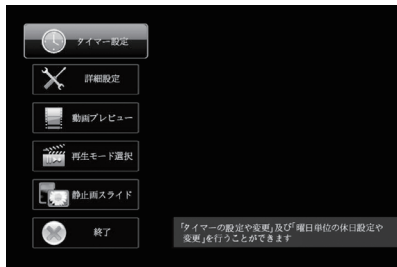 タイマー設定
詳細設定
動画プレビュー
再生モード選択
静止画スライド
終了
「タイマーの設定や変更」及び「曜日単位の休日設定や
変更」を行うことができます